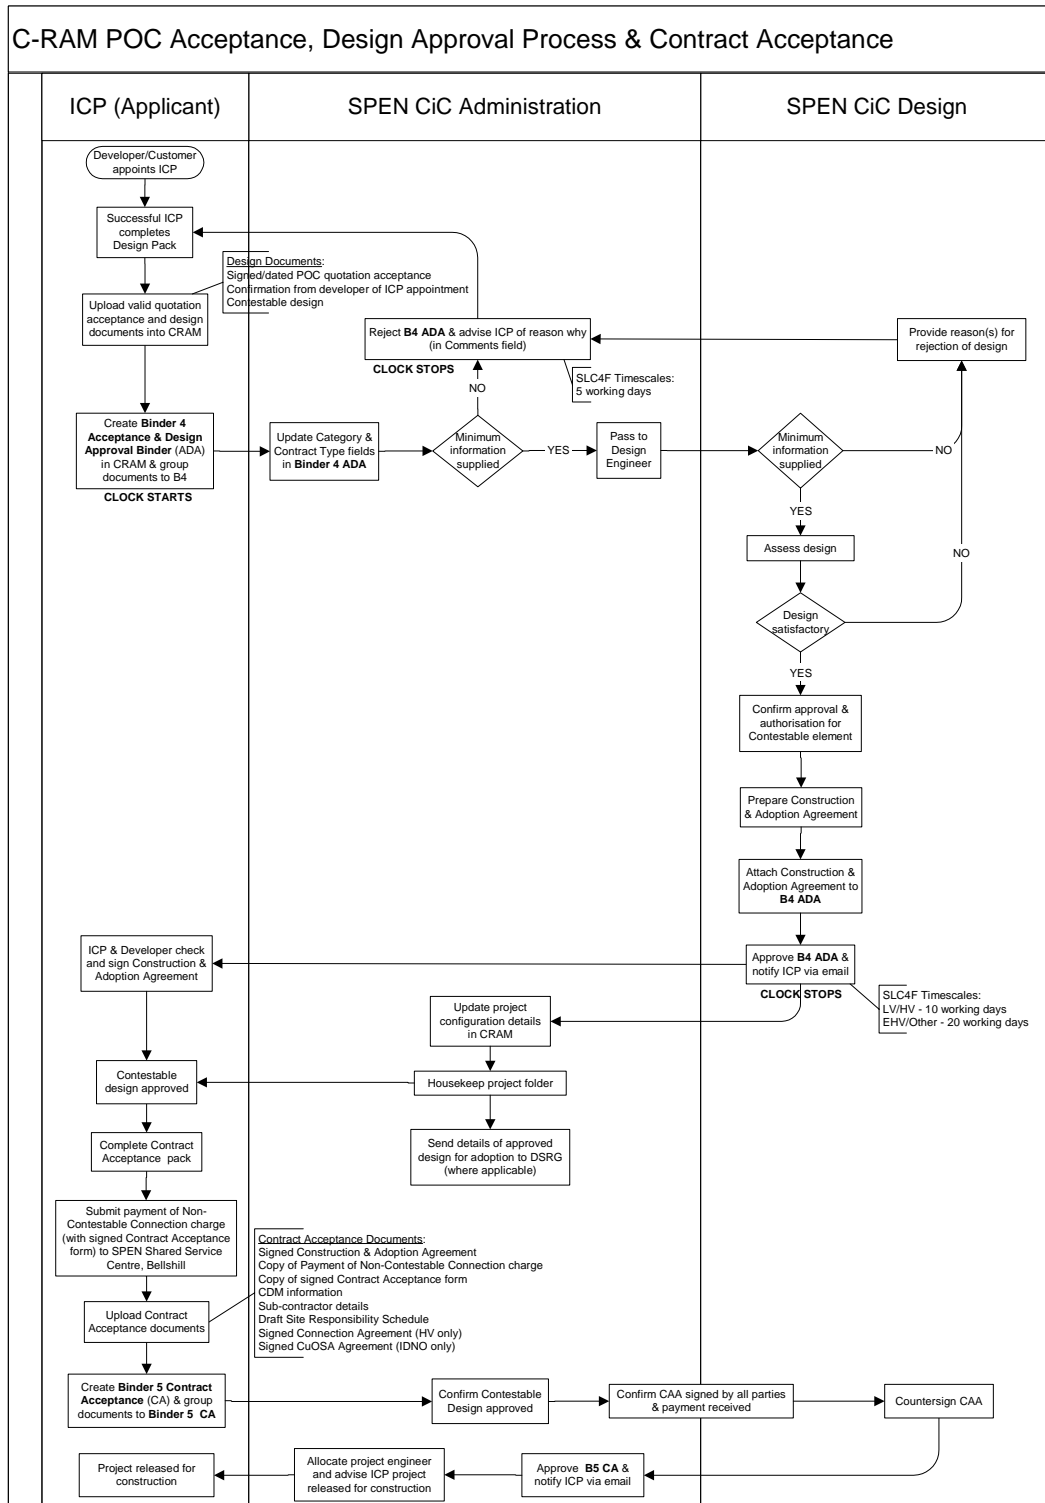 C-RAM POC Acceptance, Design Approval Process & Contract Acceptance
ICP (Applicant)
SPEN CiC Administration
SPEN CiC Design
Developer/Customer
appoints ICP
Successful ICP
completes
Design Pack
Design Documents:
Signed/dated POC quotation acceptance
Confirmation from developer of ICP appointment
Contestable design
Upload valid quotation
acceptance and design
documents into CRAM
Reject B4 ADA & advise ICP of reason why
(in Comments field)
CLOCK STOPS
Provide reason(s) for
rejection of design
SLC4F Timescales:
5 working days
NO
Create Binder 4
Acceptance & Design
Approval Binder (ADA)
in CRAM & group
documents to B4
CLOCK STARTS
Update Category &
Contract Type fields
in Binder 4 ADA
Minimum
information
supplied
YES
Pass to
Design
Engineer
Minimum
information
supplied
NO
YES
Assess design
NO
Design
satisfactory
YES
Confirm approval &
authorisation for
Contestable element
Prepare Construction
& Adoption Agreement
Attach Construction &
Adoption Agreement to
B4 ADA
Approve B4 ADA &
notify ICP via email
CLOCK STOPS
SLC4F Timescales:
LV/HV - 10 working days
EHV/Other - 20 working days
ICP & Developer check
and sign Construction &
Adoption Agreement
Update project
configuration details
in CRAM
Housekeep project folder
Contestable
design approved
Send details of approved
design for adoption to DSRG
(where applicable)
Complete Contract
Acceptance pack
Submit payment of Non-
Contestable Connection charge
(with signed Contract Acceptance
form) to SPEN Shared Service
Centre, Bellshill
Contract Acceptance Documents:
Signed Construction & Adoption Agreement
Copy of Payment of Non-Contestable Connection charge
Copy of signed Contract Acceptance form
CDM information
Sub-contractor details
Draft Site Responsibility Schedule
Signed Connection Agreement (HV only)
Signed CuOSA Agreement (IDNO only)
Upload Contract
Acceptance documents
Create Binder 5 Contract
Acceptance (CA) & group
documents to Binder 5 CA
Confirm Contestable
Design approved
Confirm CAA signed by all parties
& payment received
Countersign CAA
Approve B5 CA &
notify ICP via email
Allocate project engineer
and advise ICP project
released for construction
Project released for
construction